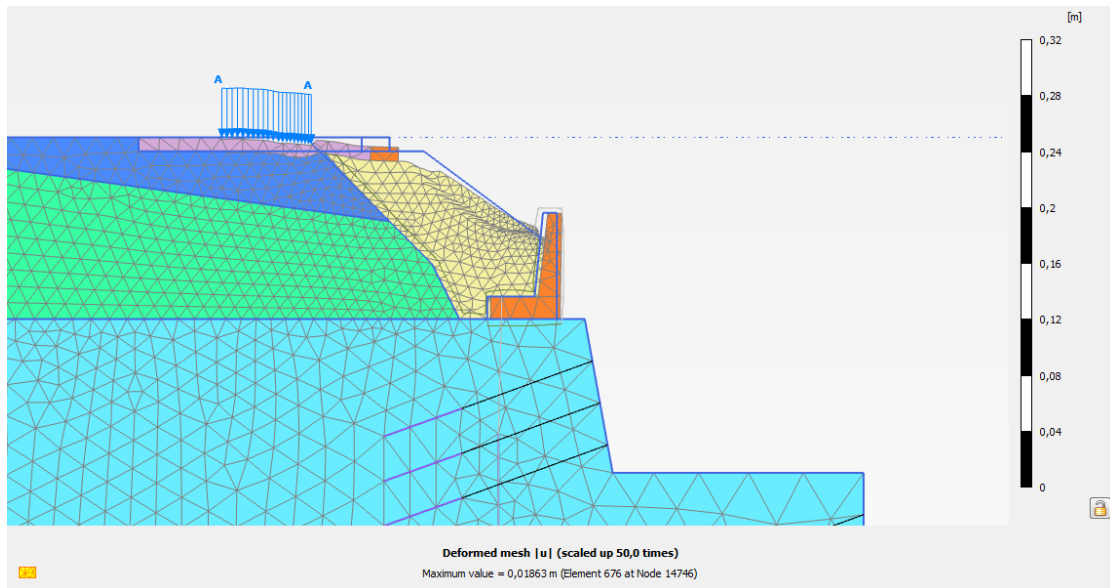 [m]
0,32
A A
0,28
0,24
0,2
0,16
0,12
0,08
0,04
0
Deformed mesh |u| (scaled up 50,0 times)
Maximum value = 0,01863 m (Element 676 at Node 14746)